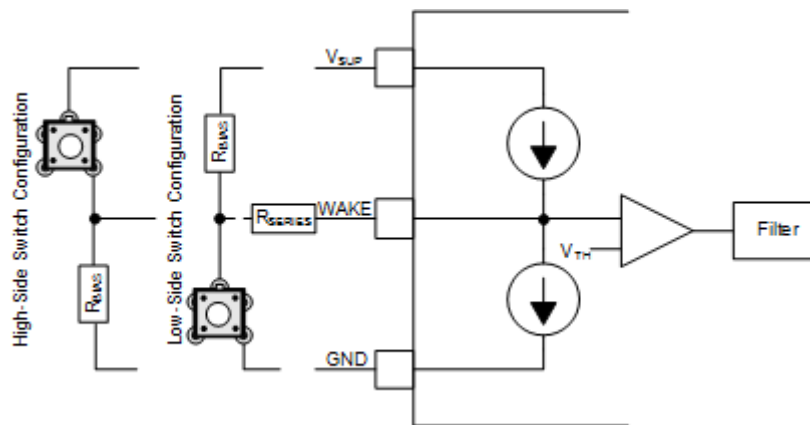 High-Side Switch Configuration
RBIAS
Low-Side Switch Configuration
RBIAS
RSERIES
VSUP
WAKE
GND
VTH
Filter